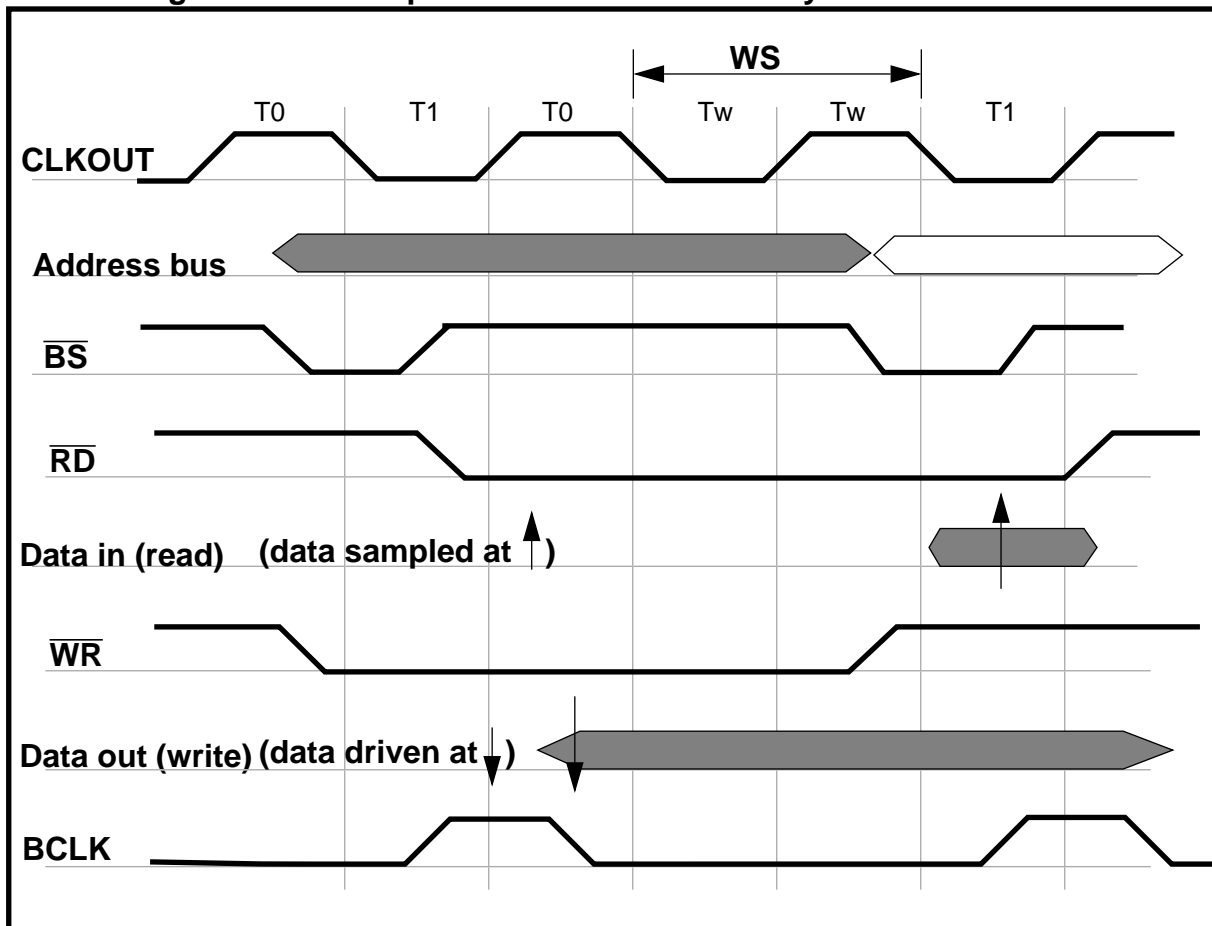 WS
T0 T1 T0 Tw Tw T1
CLKOUT
Address bus
BS
RD
Data in (read) (data sampled at )
WR
Data out (write) (data driven at )
BCLK